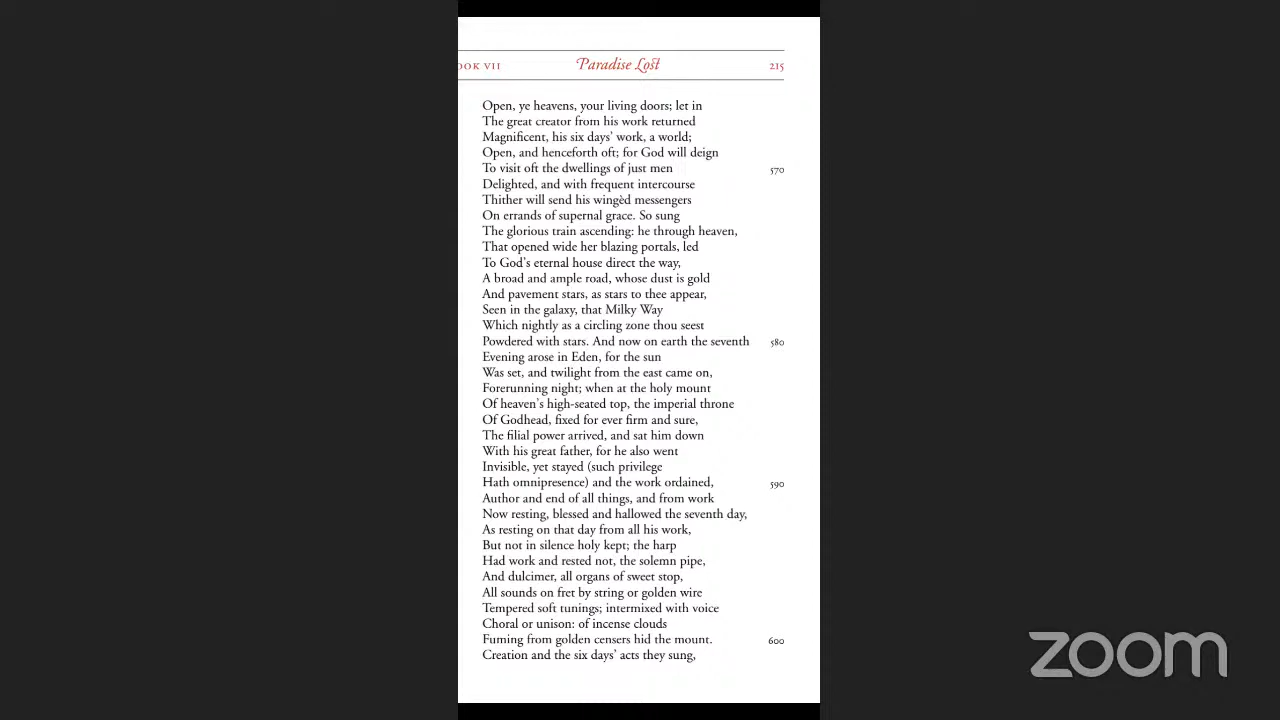 OOK VII Paradise Lost 215
Open, ye heavens, your living doors; let in
The great creator from his work returned
Magnificent, his six days' work, a world;
Open, and henceforth oft; for God will deign
To visit oft the dwellings of just men 570
Delighted, and with frequent intercourse
Thither will send his wingèd messengers
On errands of supernal grace. So sung
The glorious train ascending: he through heaven,
That opened wide her blazing portals, led
To God's eternal house direct the way,
A broad and ample road, whose dust is gold
And pavement stars, as stars to thee appear,
Seen in the galaxy, that Milky Way
Which nightly as a circling zone thou seest
Powdered with stars. And now on earth the seventh 580
Evening arose in Eden, for the sun
Was set, and twilight from the east came on,
Forerunning night; when at the holy mount
Of heaven's high-seated top, the imperial throne
Of Godhead, fixed for ever firm and sure,
The filial power arrived, and sat him down
With his great father, for he also went
Invisible, yet stayed (such privilege
Hath omnipresence) and the work ordained, 590
Author and end of all things, and from work
Now resting, blessed and hallowed the seventh day,
As resting on that day from all his work,
But not in silence holy kept; the harp
Had work and rested not, the solemn pipe,
And dulcimer, all organs of sweet stop,
All sounds on fret by string or golden wire
Tempered soft tunings; intermixed with voice
Choral or unison: of incense clouds
Fuming from golden censers hid the mount. 600
Creation and the six days' acts they sung,
zoom